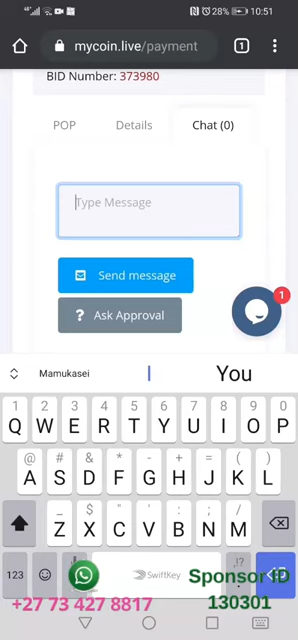 28% 10:51
mycoin.live/payment 1
BID Number: 373980
POP Details Chat (0)
Type Message
Send message
1
? Ask Approval
Mamukasei You
1 2 3 4 5 6 7 8 9 0
Q W E R T Y U I O P
@ # & * - + = ( )
A S D F G H J K L
_ $ " ' : ; /
Z X C V B N M
123 SwiftKey ,!?
Sponsor ID
+27 73 427 8817 130301